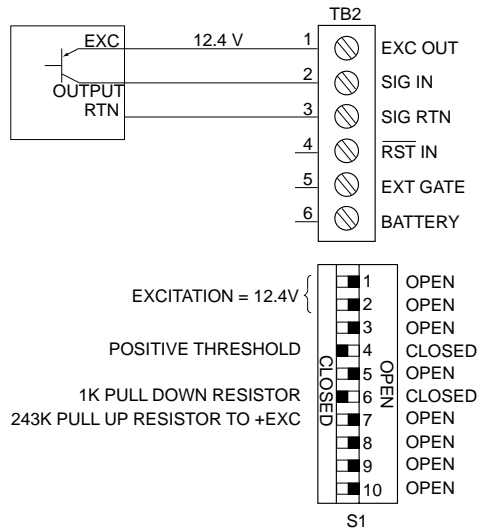 TB2
EXC 12.4 V 1 EXC OUT
OUTPUT 2 SIG IN
RTN 3 SIG RTN
4 RST IN
5 EXT GATE
6 BATTERY
EXCITATION = 12.4V
1 OPEN
2 OPEN
3 OPEN
POSITIVE THRESHOLD 4 CLOSED
5 OPEN
1K PULL DOWN RESISTOR 6 CLOSED
243K PULL UP RESISTOR TO +EXC 7 OPEN
8 OPEN
9 OPEN
10 OPEN
CLOSED
OPEN
S1